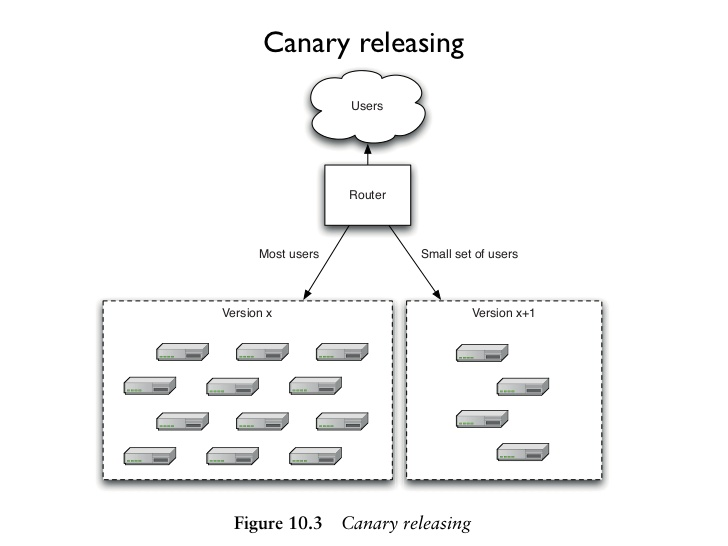 Canary releasing
Users
Router
Most users
Small set of users
Version x
Version x+1
Figure 10.3 Canary releasing